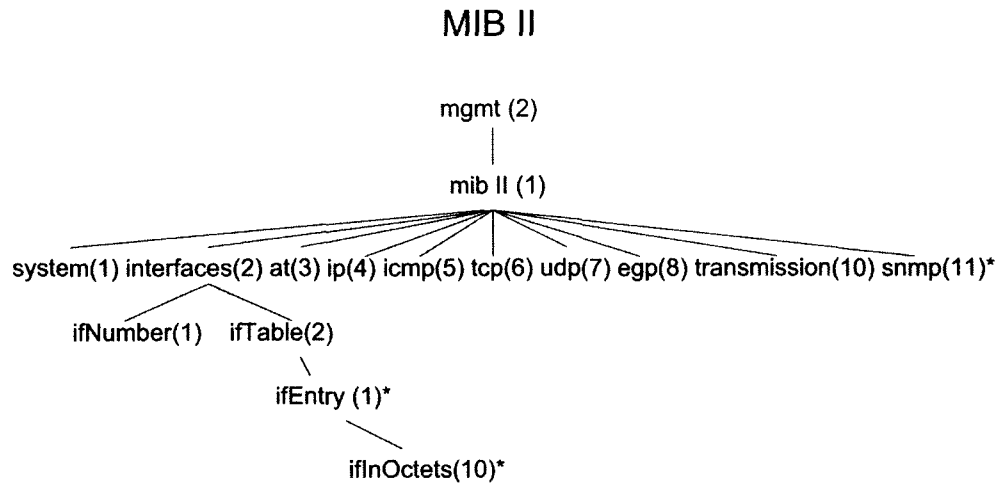 MIB II
mgmt (2)
mib II (1)
system(1) interfaces(2) at(3) ip(4) icmp(5) tcp(6) udp(7) egp(8) transmission(10) snmp(11)*
ifNumber(1) ifTable(2)
ifEntry (1)*
ifInOctets(10)*